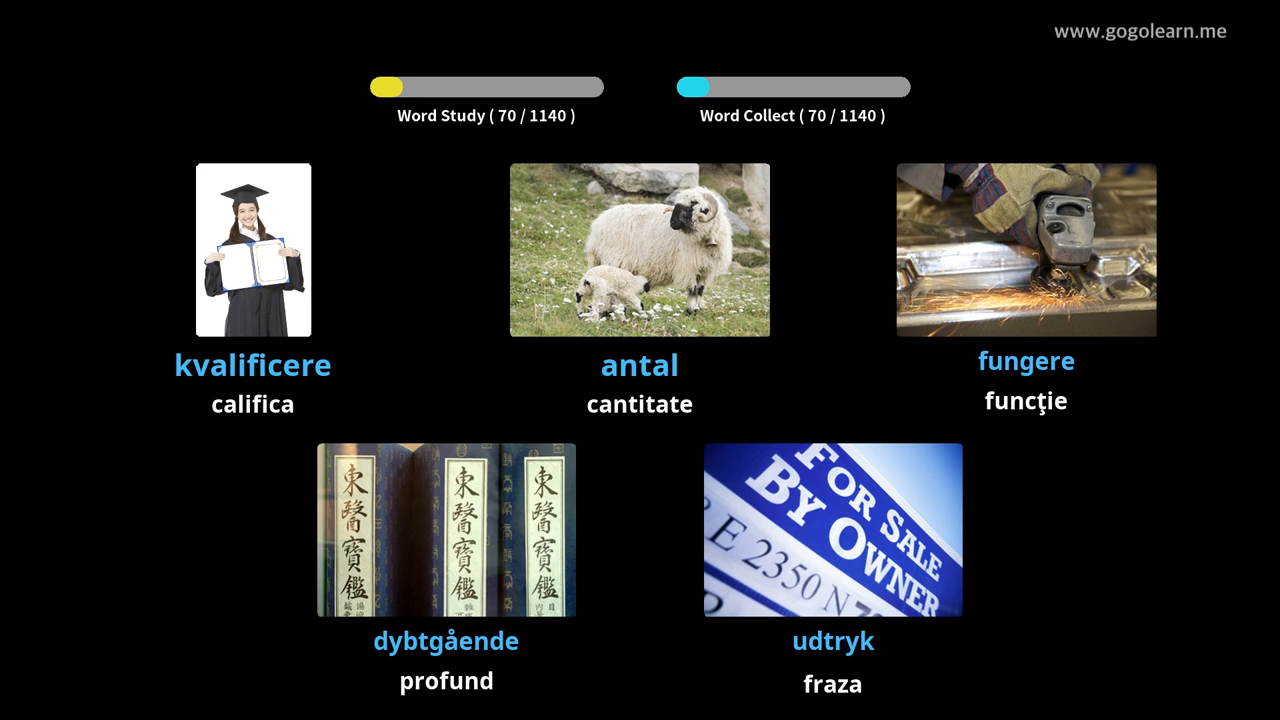 www.gogolearn.me
Word Study ( 70 / 1140 )
Word Collect ( 70 / 1140 )
kvalificere
califica
antal
cantitate
fungere
funcţie
東醫寶鑑
東醫寶鑑
東醫寶鑑
FOR SALE
BY OWNER
E 2350 N
dybtgående
profund
udtryk
fraza